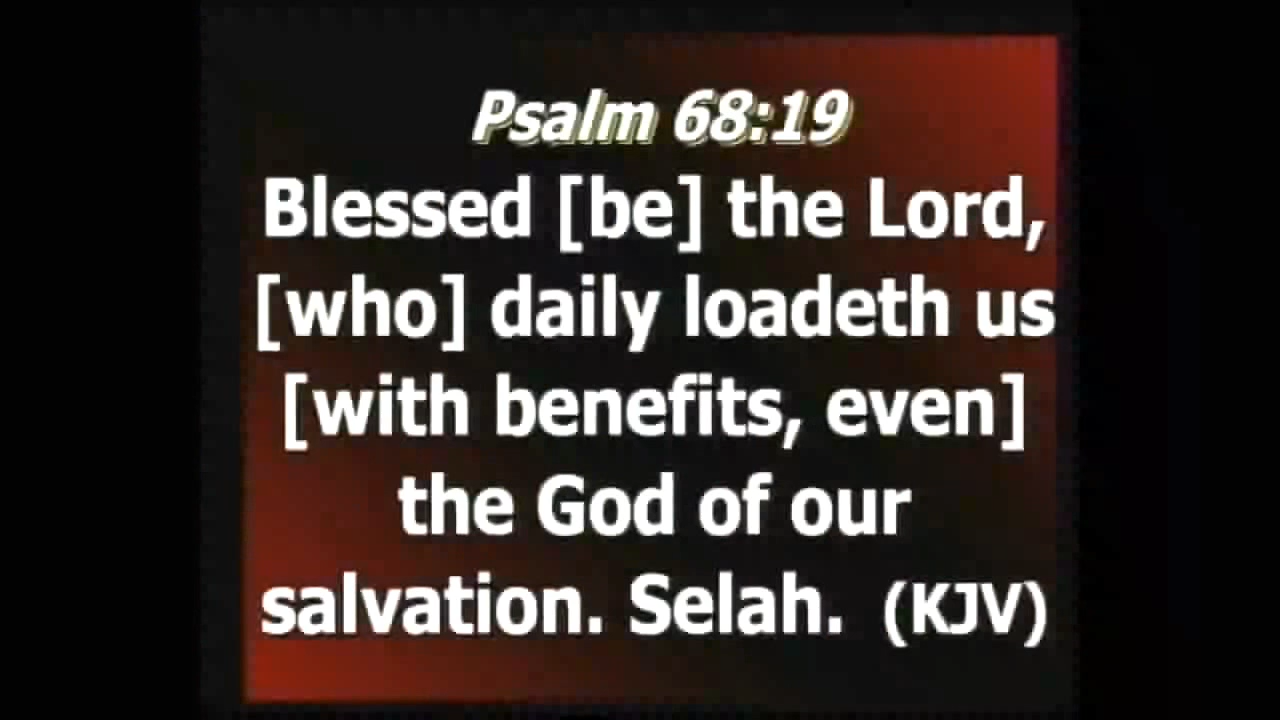 Psalm 68:19
Blessed [be] the Lord,
[who] daily loadeth us
[with benefits, even]
the God of our
salvation. Selah. (KJV)